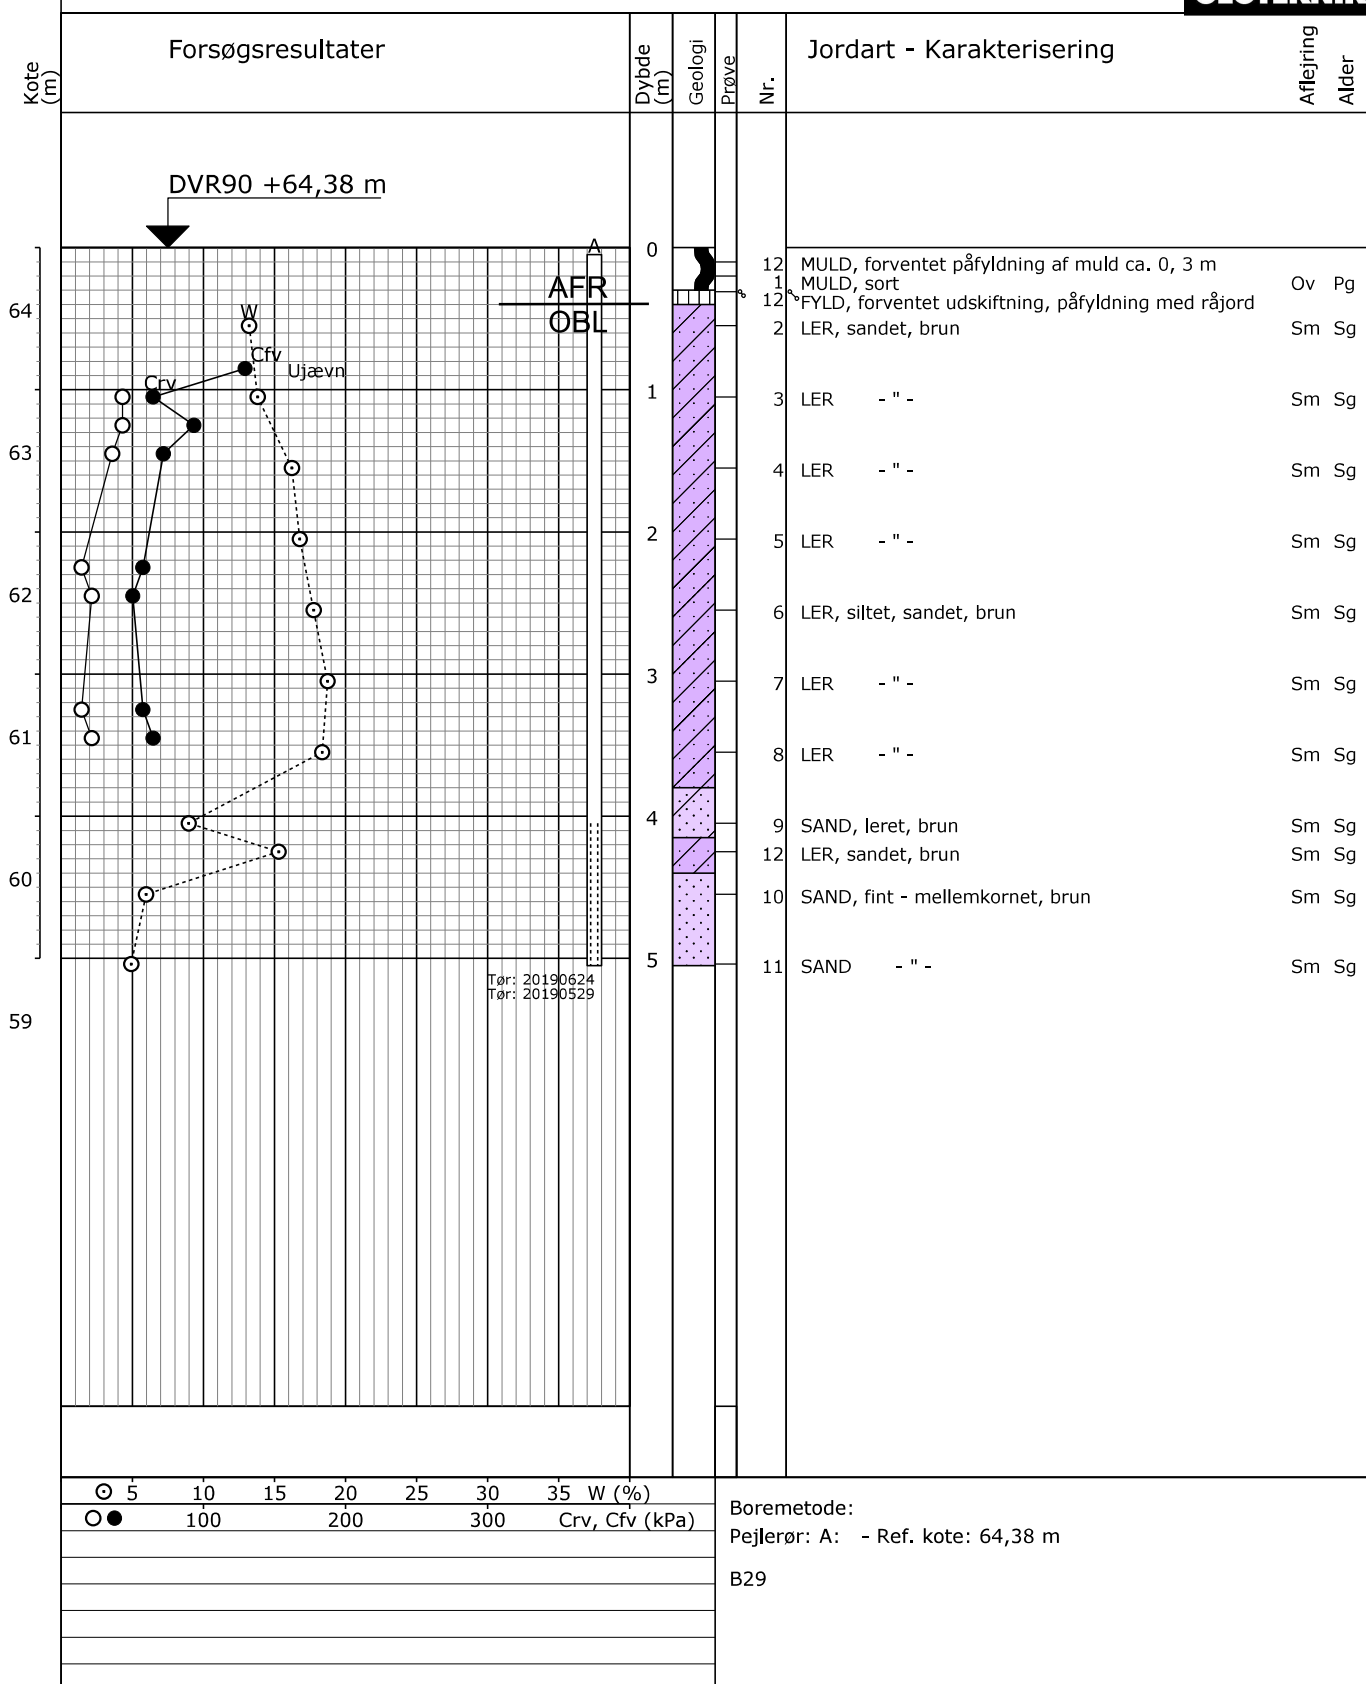 Kote (m)
Forsøgsresultater
Dybde (m)
Geologi
Prøve
Nr.
Jordart - Karakterisering
Aflejring
Alder
DVR90 +64,38 m
A
0
12 MULD, forventet påfyldning af muld ca. 0, 3 m
1 MULD, sort Ov Pg
12 FYLD, forventet udskiftning, påfyldning med råjord
AFR
OBL
64
W
2 LER, sandet, brun Sm Sg
Cfv
Ujævn
Crv
1
3 LER - " - Sm Sg
63
4 LER - " - Sm Sg
2
5 LER - " - Sm Sg
62
6 LER, siltet, sandet, brun Sm Sg
3
7 LER - " - Sm Sg
61
8 LER - " - Sm Sg
4
9 SAND, leret, brun Sm Sg
12 LER, sandet, brun Sm Sg
60
10 SAND, fint - mellemkornet, brun Sm Sg
5
11 SAND - " - Sm Sg
Tør: 20190624
Tør: 20190529
59
5 10 15 20 25 30 35 W (%)
100 200 300 Crv, Cfv (kPa)
Boremetode:
Pejlerør: A: - Ref. kote: 64,38 m
B29